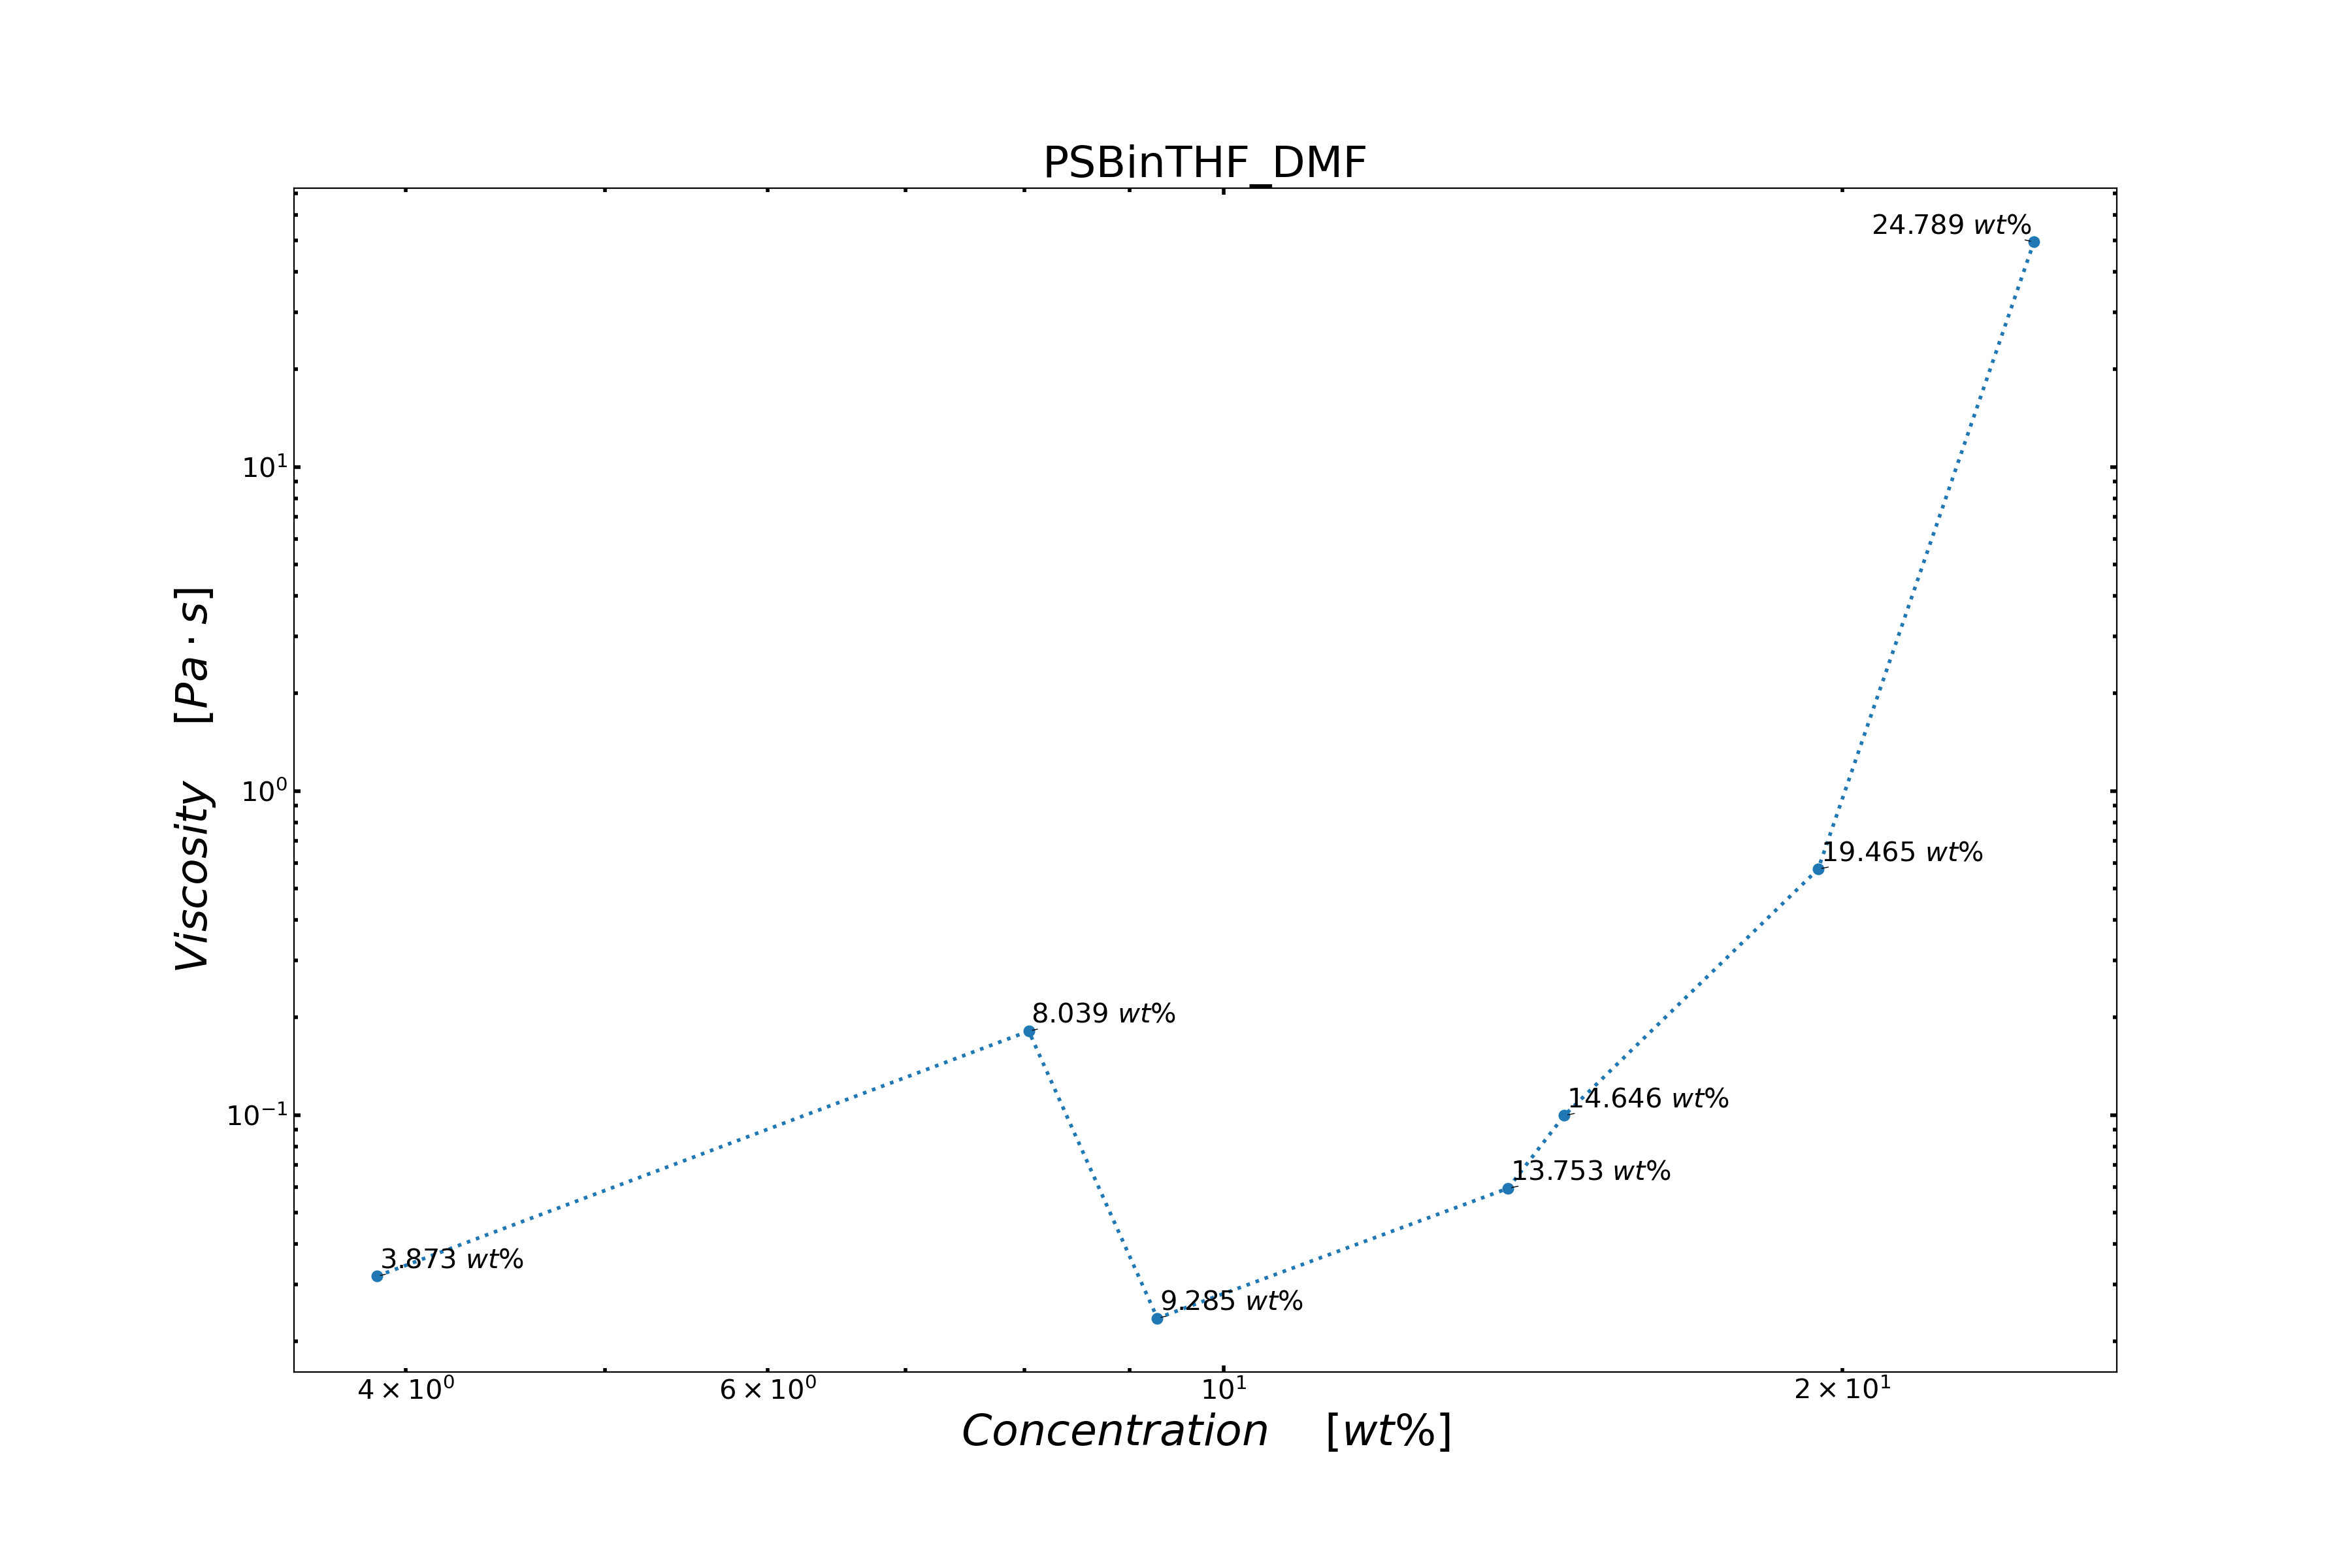 PSBinTHF_DMF
24.789 wt%
10¹
Viscosity [Pa · s]
10⁰
19.465 wt%
8.039 wt%
14.646 wt%
10⁻¹
13.753 wt%
3.873 wt%
9.285 wt%
4 × 10⁰ 6 × 10⁰ 10¹ 2 × 10¹
Concentration [wt%]